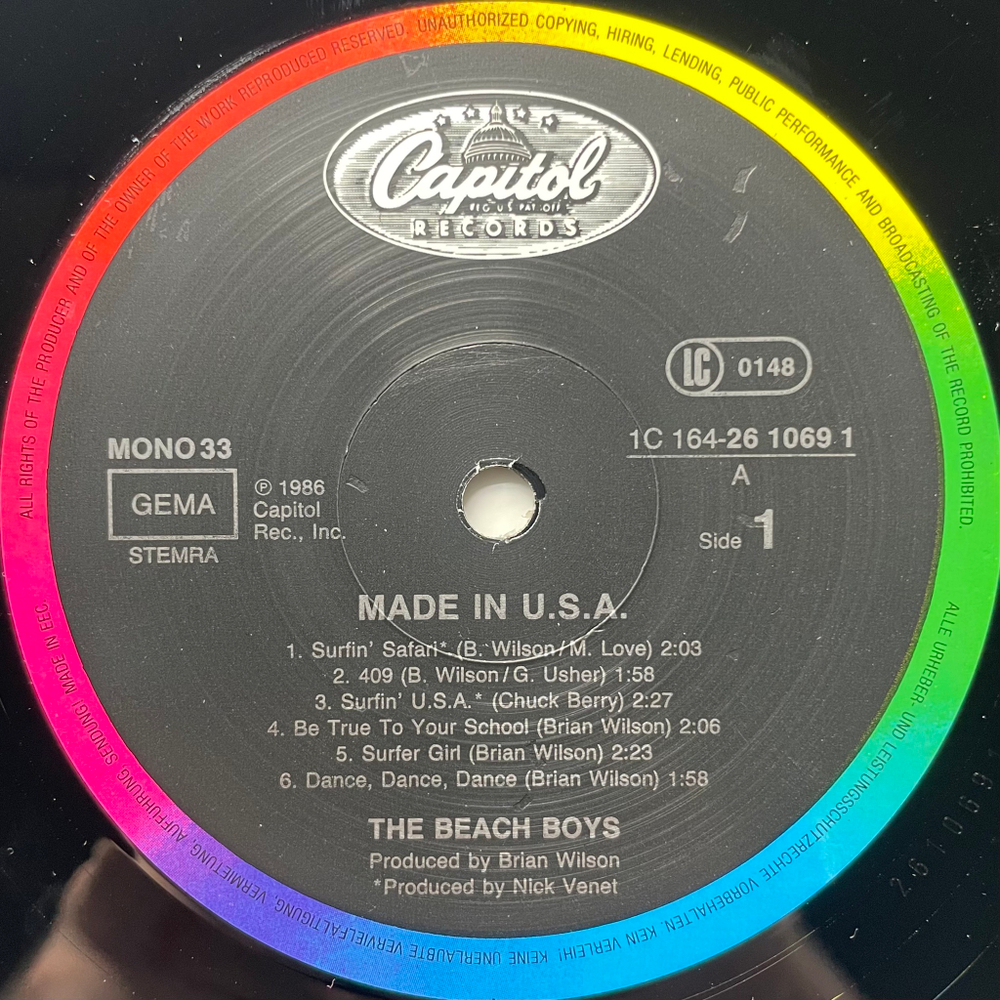 ALL RIGHTS OF THE PRODUCER AND OF THE OWNER OF THE WORK REPRODUCED RESERVED. UNAUTHORIZED COPYING, HIRING, LENDING, PUBLIC PERFORMANCE AND BROADCASTING OF THE RECORD PROHIBITED.
Capitol
REG. U.S. PAT. OFF.
RECORDS
LC 0148
MONO 33
1C 164-26 1069 1
A
GEMA
STEMRA
℗ 1986
Capitol
Rec., Inc.
Side 1
MADE IN U.S.A.
1. Surfin' Safari* (B. Wilson/M. Love) 2:03
2. 409 (B. Wilson/G. Usher) 1:58
3. Surfin' U.S.A.* (Chuck Berry) 2:27
4. Be True To Your School (Brian Wilson) 2:06
5. Surfer Girl (Brian Wilson) 2:23
6. Dance, Dance, Dance (Brian Wilson) 1:58
THE BEACH BOYS
Produced by Brian Wilson
*Produced by Nick Venet
ALLE URHEBER- UND LEISTUNGSSCHUTZRECHTE VORBEHALTEN. KEIN VERLEIH! KEINE UNERLAUBTE VERVIELFÄLTIGUNG, VERMIETUNG, AUFFÜHRUNG, SENDUNG! MADE IN EEC
261069